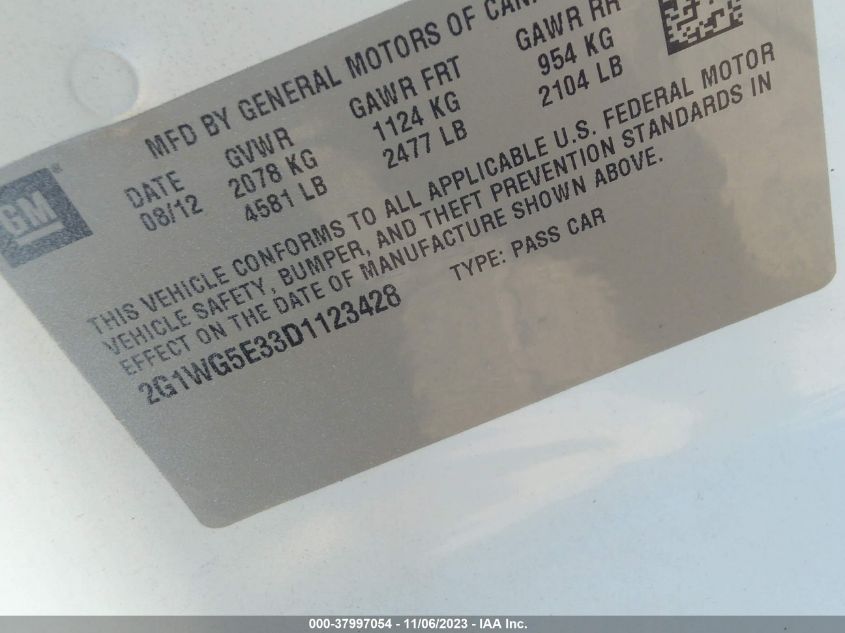 MFD BY GENERAL MOTORS OF
DATE GVWR GAWR FRT GAWR RR
08/12 2078 KG 1124 KG 954 KG
4581 LB 2477 LB 2104 LB
GM®
THIS VEHICLE CONFORMS TO ALL APPLICABLE U.S. FEDERAL MOTOR
VEHICLE SAFETY, BUMPER, AND THEFT PREVENTION STANDARDS IN
EFFECT ON THE DATE OF MANUFACTURE SHOWN ABOVE.
2G1WG5E33D1123428 TYPE: PASS CAR
000-37997054 - 11/06/2023 - IAA Inc.